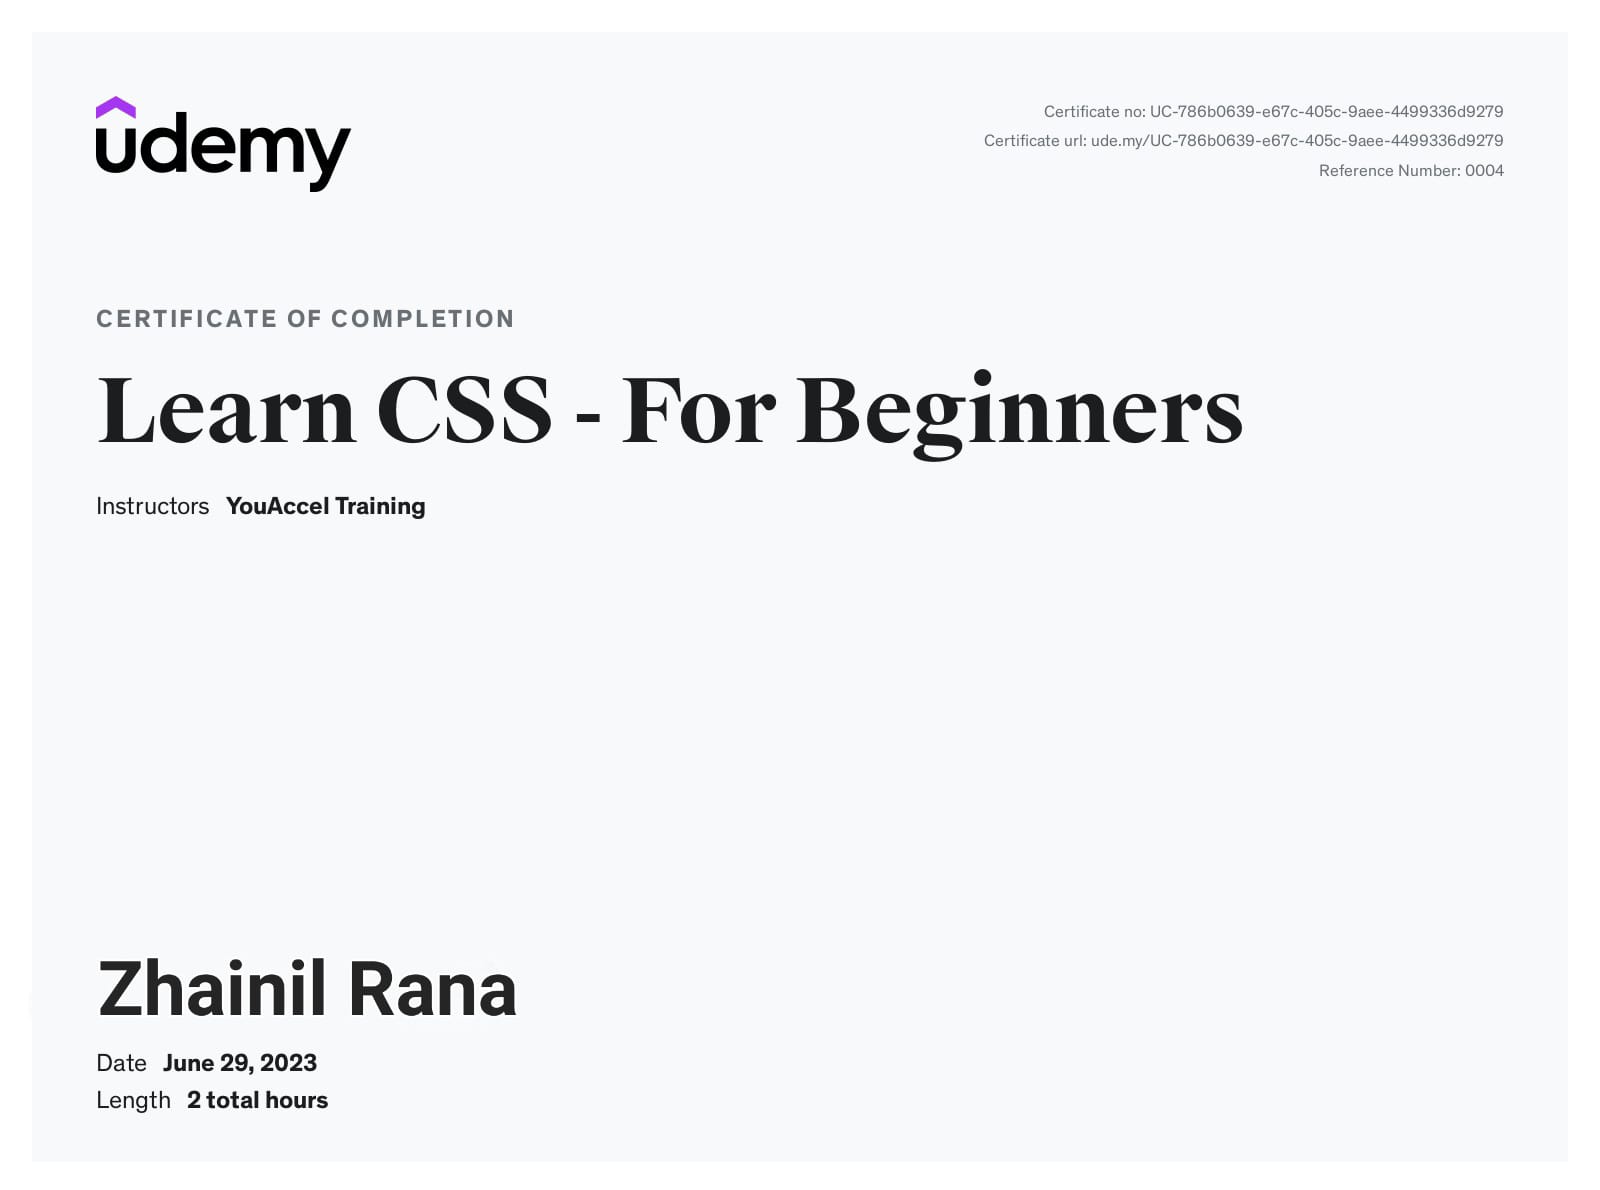 udemy
Certificate no: UC-786b0639-e67c-405c-9aee-4499336d9279
Certificate url: ude.my/UC-786b0639-e67c-405c-9aee-4499336d9279
Reference Number: 0004
CERTIFICATE OF COMPLETION
Learn CSS - For Beginners
Instructors YouAccel Training
Zhainil Rana
Date June 29, 2023
Length 2 total hours